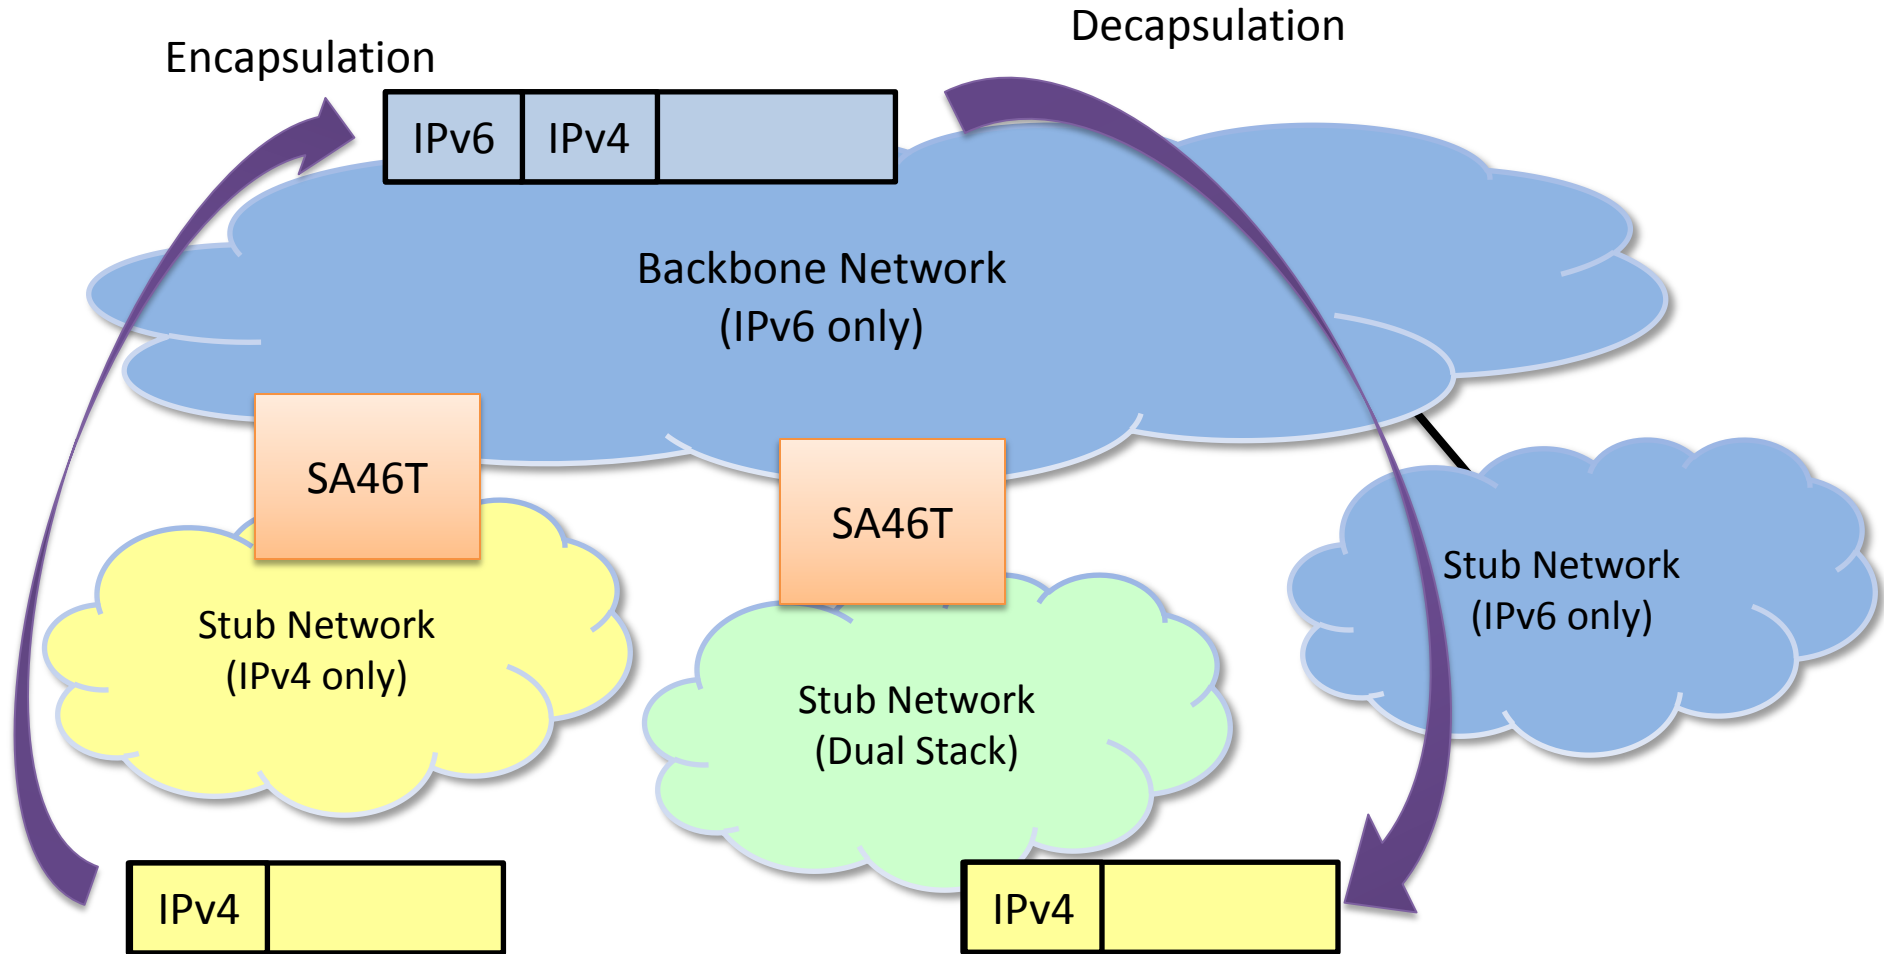 Decapsulation
Encapsulation
IPv6 IPv4
Backbone Network
(IPv6 only)
SA46T
SA46T
Stub Network
(IPv6 only)
Stub Network
(IPv4 only)
Stub Network
(Dual Stack)
IPv4
IPv4